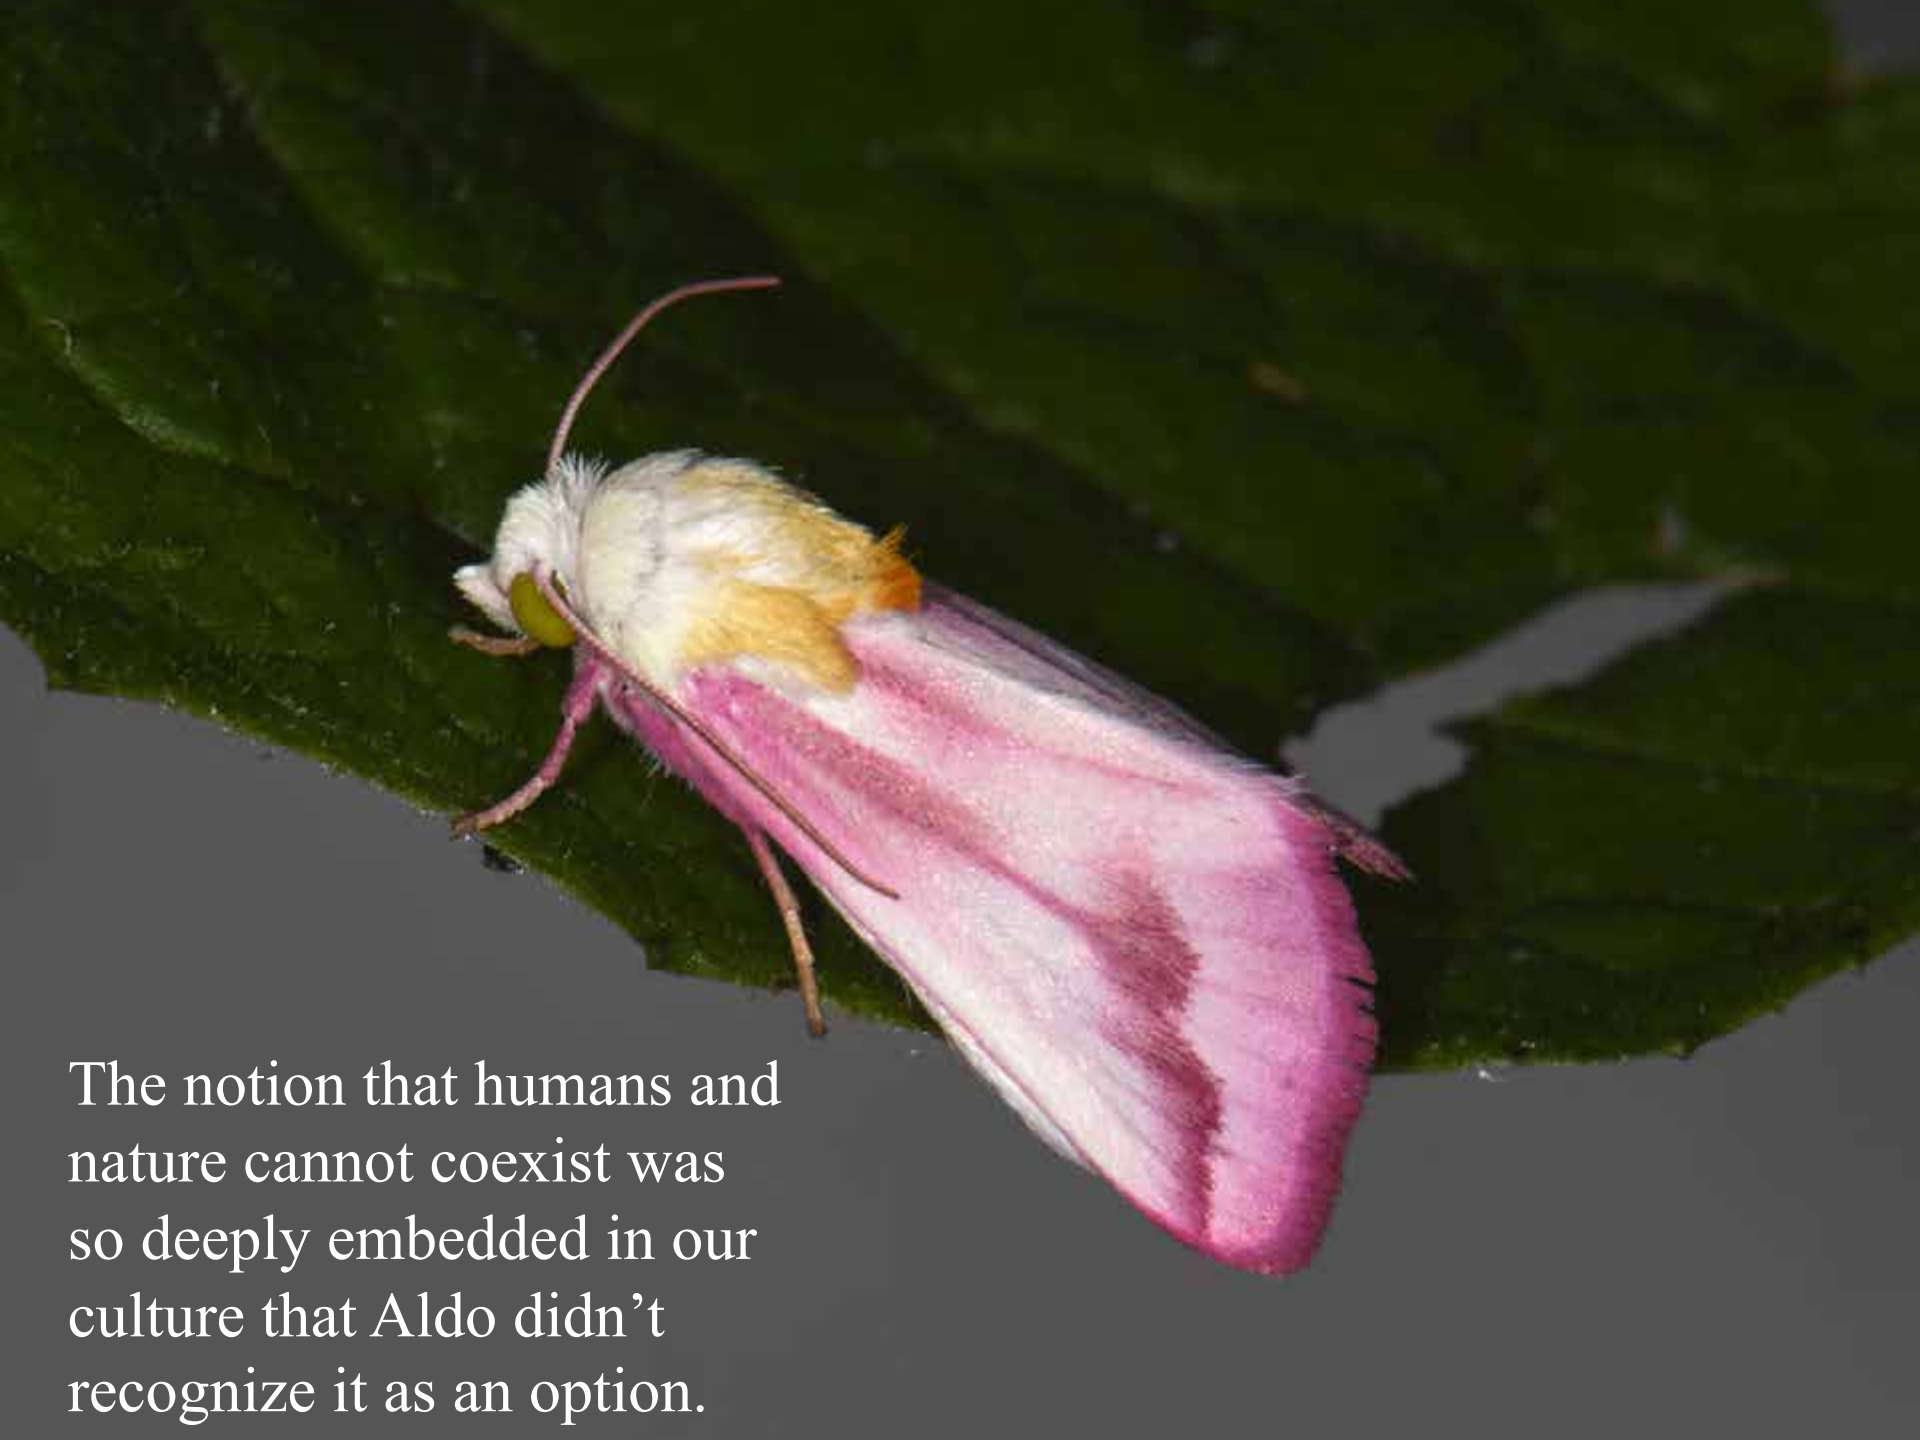 The notion that humans and
nature cannot coexist was
so deeply embedded in our
culture that Aldo didn’t
recognize it as an option.